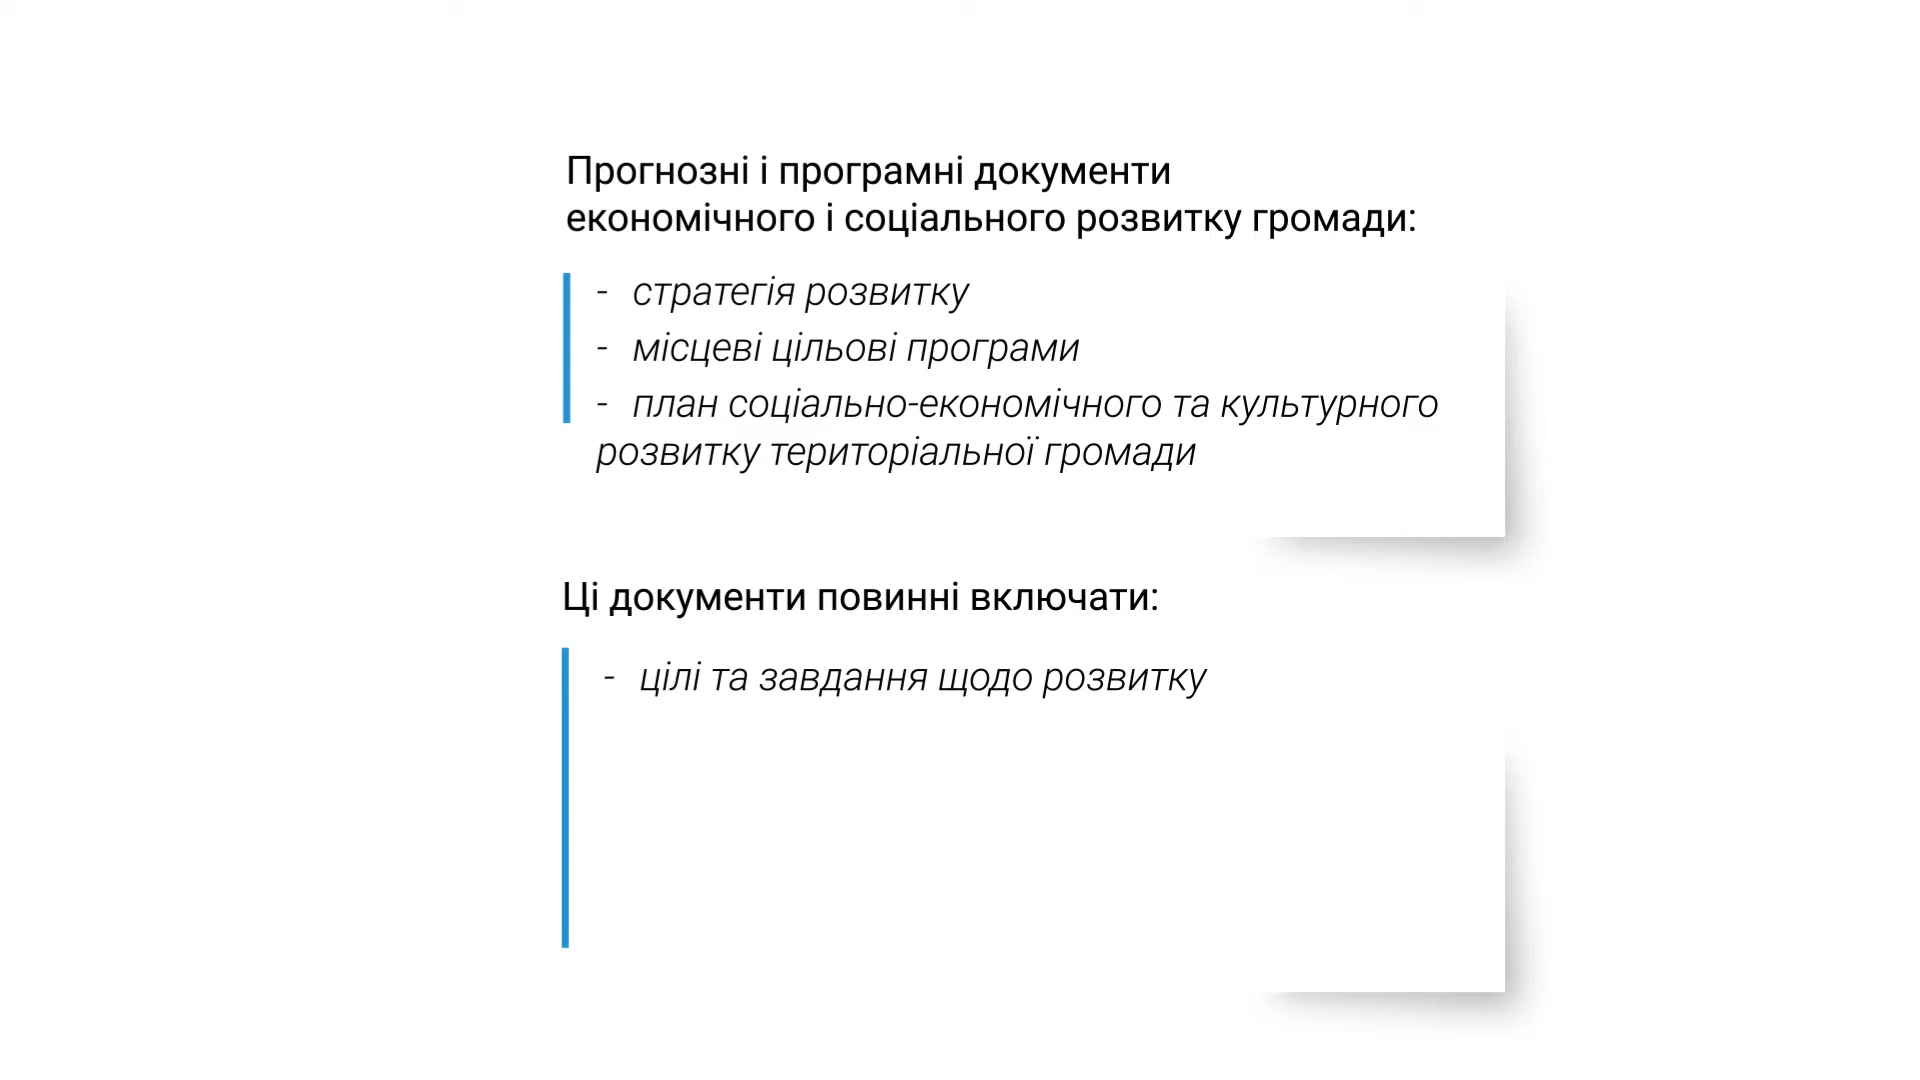 Прогнозні і програмні документи
економічного і соціального розвитку громади:
- стратегія розвитку
- місцеві цільові програми
- план соціально-економічного та культурного
розвитку територіальної громади
Ці документи повинні включати:
- цілі та завдання щодо розвитку